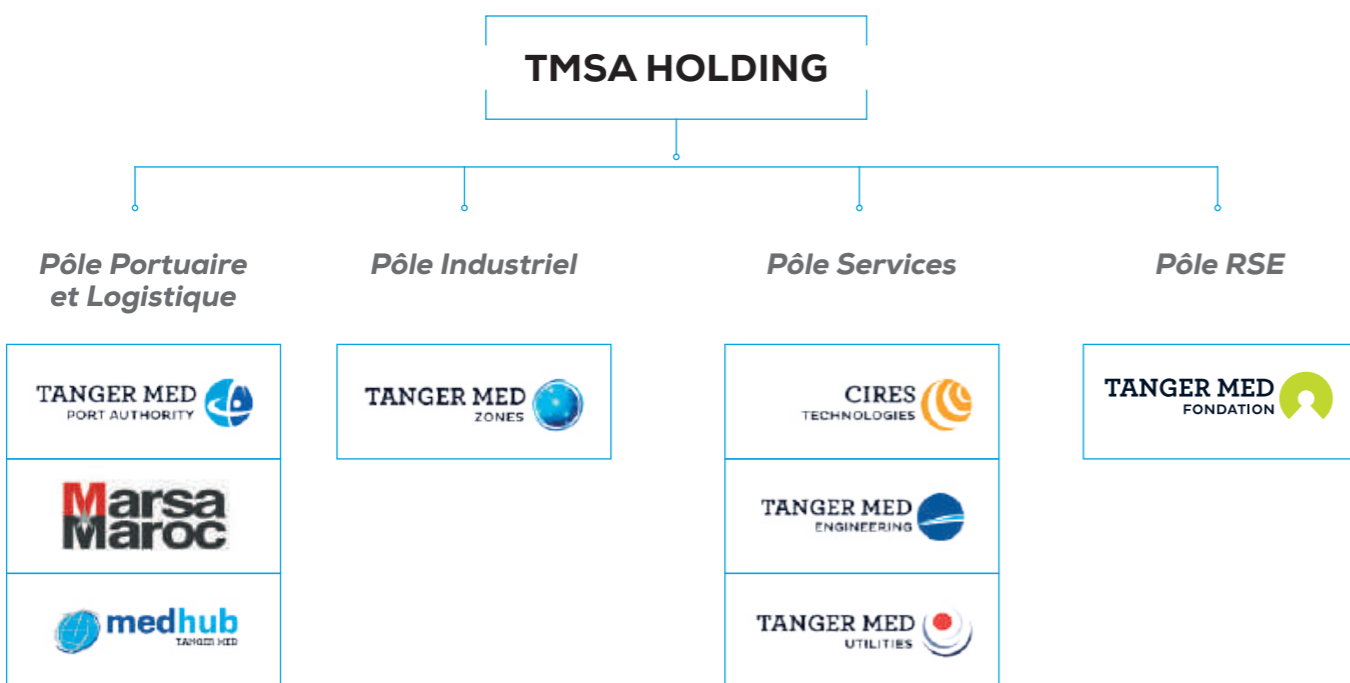 TMSA HOLDING
Pôle Portuaire
et Logistique
TANGER MED
PORT AUTHORITY
Marsa
Maroc
medhub
TANGER MED
Pôle Industriel
TANGER MED
ZONES
Pôle Services
CIRES
TECHNOLOGIES
TANGER MED
ENGINEERING
TANGER MED
UTILITIES
Pôle RSE
TANGER MED
FONDATION